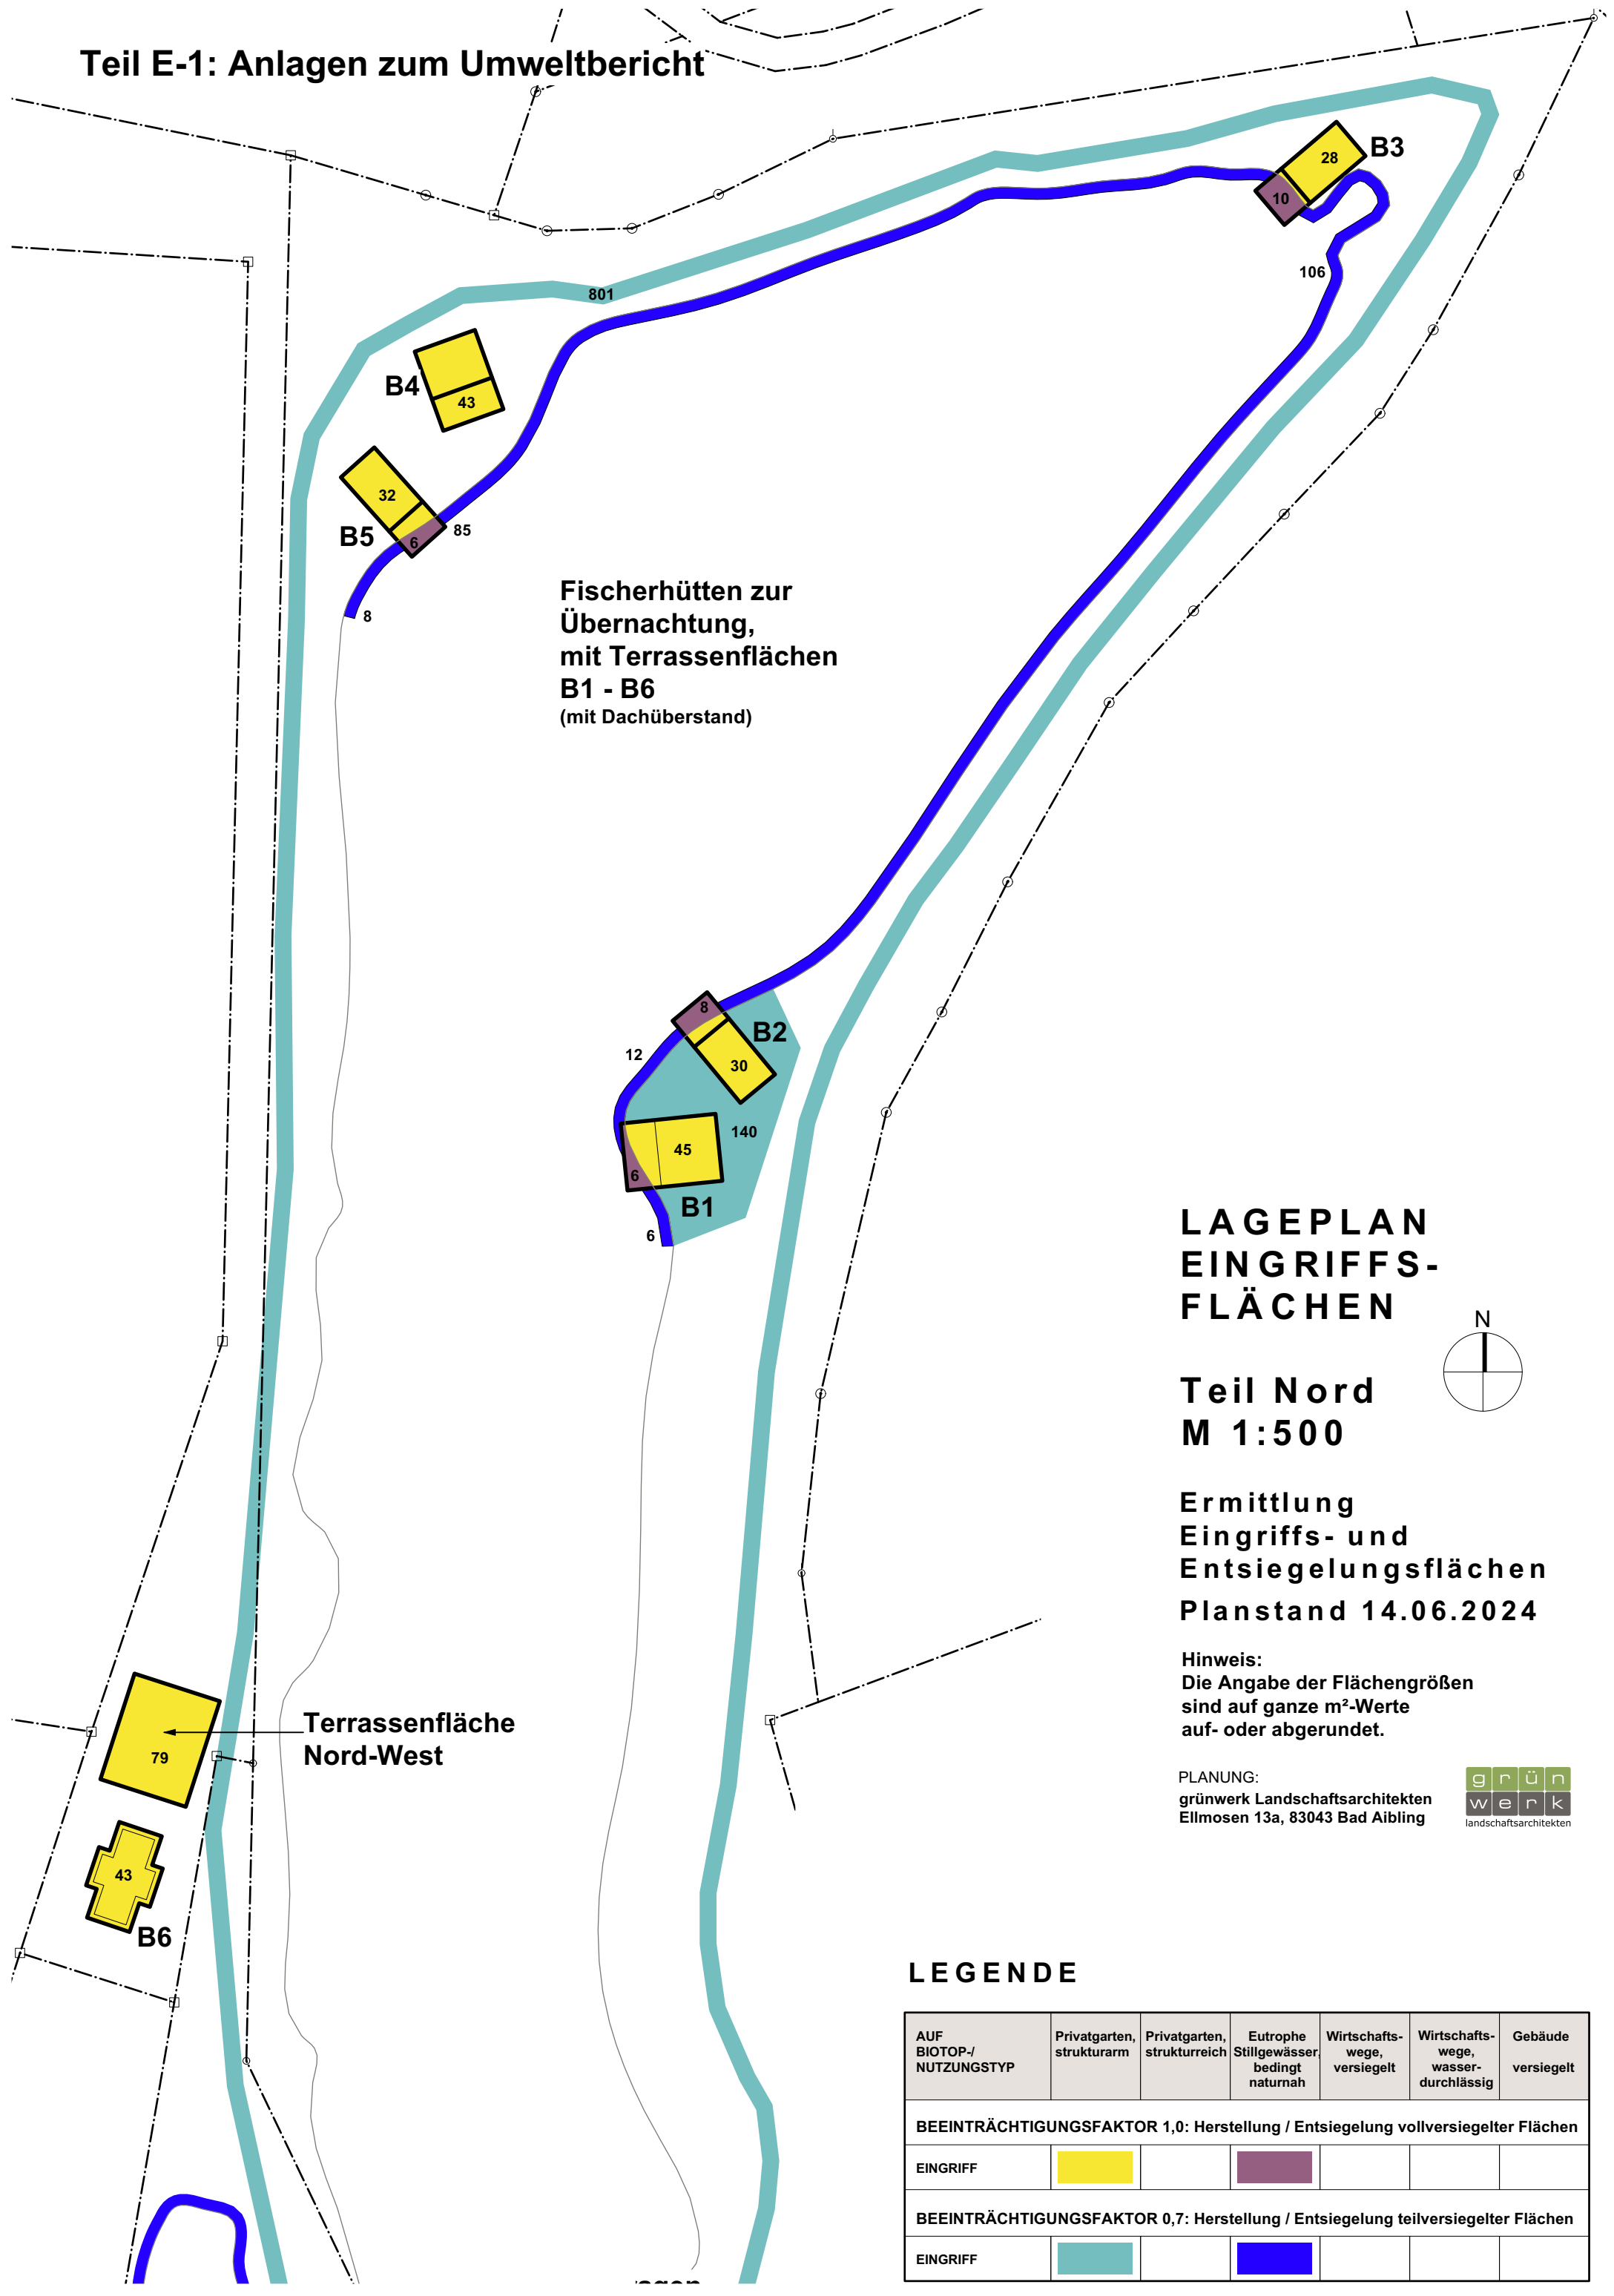 Teil E-1: Anlagen zum Umweltbericht
28
B3
10
106
801
B4
43
32
B5
6
85
8
Fischerhütten zur
Übernachtung,
mit Terrassenflächen
B1 - B6
(mit Dachüberstand)
8
B2
12
30
140
45
6
B1
6
LAGEPLAN
EINGRIFFS-
FLÄCHEN
N
Teil Nord
M 1:500
Ermittlung
Eingriffs- und
Entsiegelungsflächen
Planstand 14.06.2024
Hinweis:
Die Angabe der Flächengrößen
sind auf ganze m²-Werte
auf- oder abgerundet.
Terrassenfläche
Nord-West
79
43
B6
PLANUNG:
grünwerk Landschaftsarchitekten
Ellmosen 13a, 83043 Bad Aibling
grün
werk
landschaftsarchitekten
LEGENDE
AUF
BIOTOP-/
NUTZUNGSTYP
Privatgarten,
strukturarm
Privatgarten,
strukturreich
Eutrophe
Stillgewässer,
bedingt
naturnah
Wirtschafts-
wege,
versiegelt
Wirtschafts-
wege,
wasser-
durchlässig
Gebäude
versiegelt
BEEINTRÄCHTIGUNGSFAKTOR 1,0: Herstellung / Entsiegelung vollversiegelter Flächen
EINGRIFF
BEEINTRÄCHTIGUNGSFAKTOR 0,7: Herstellung / Entsiegelung teilversiegelter Flächen
EINGRIFF